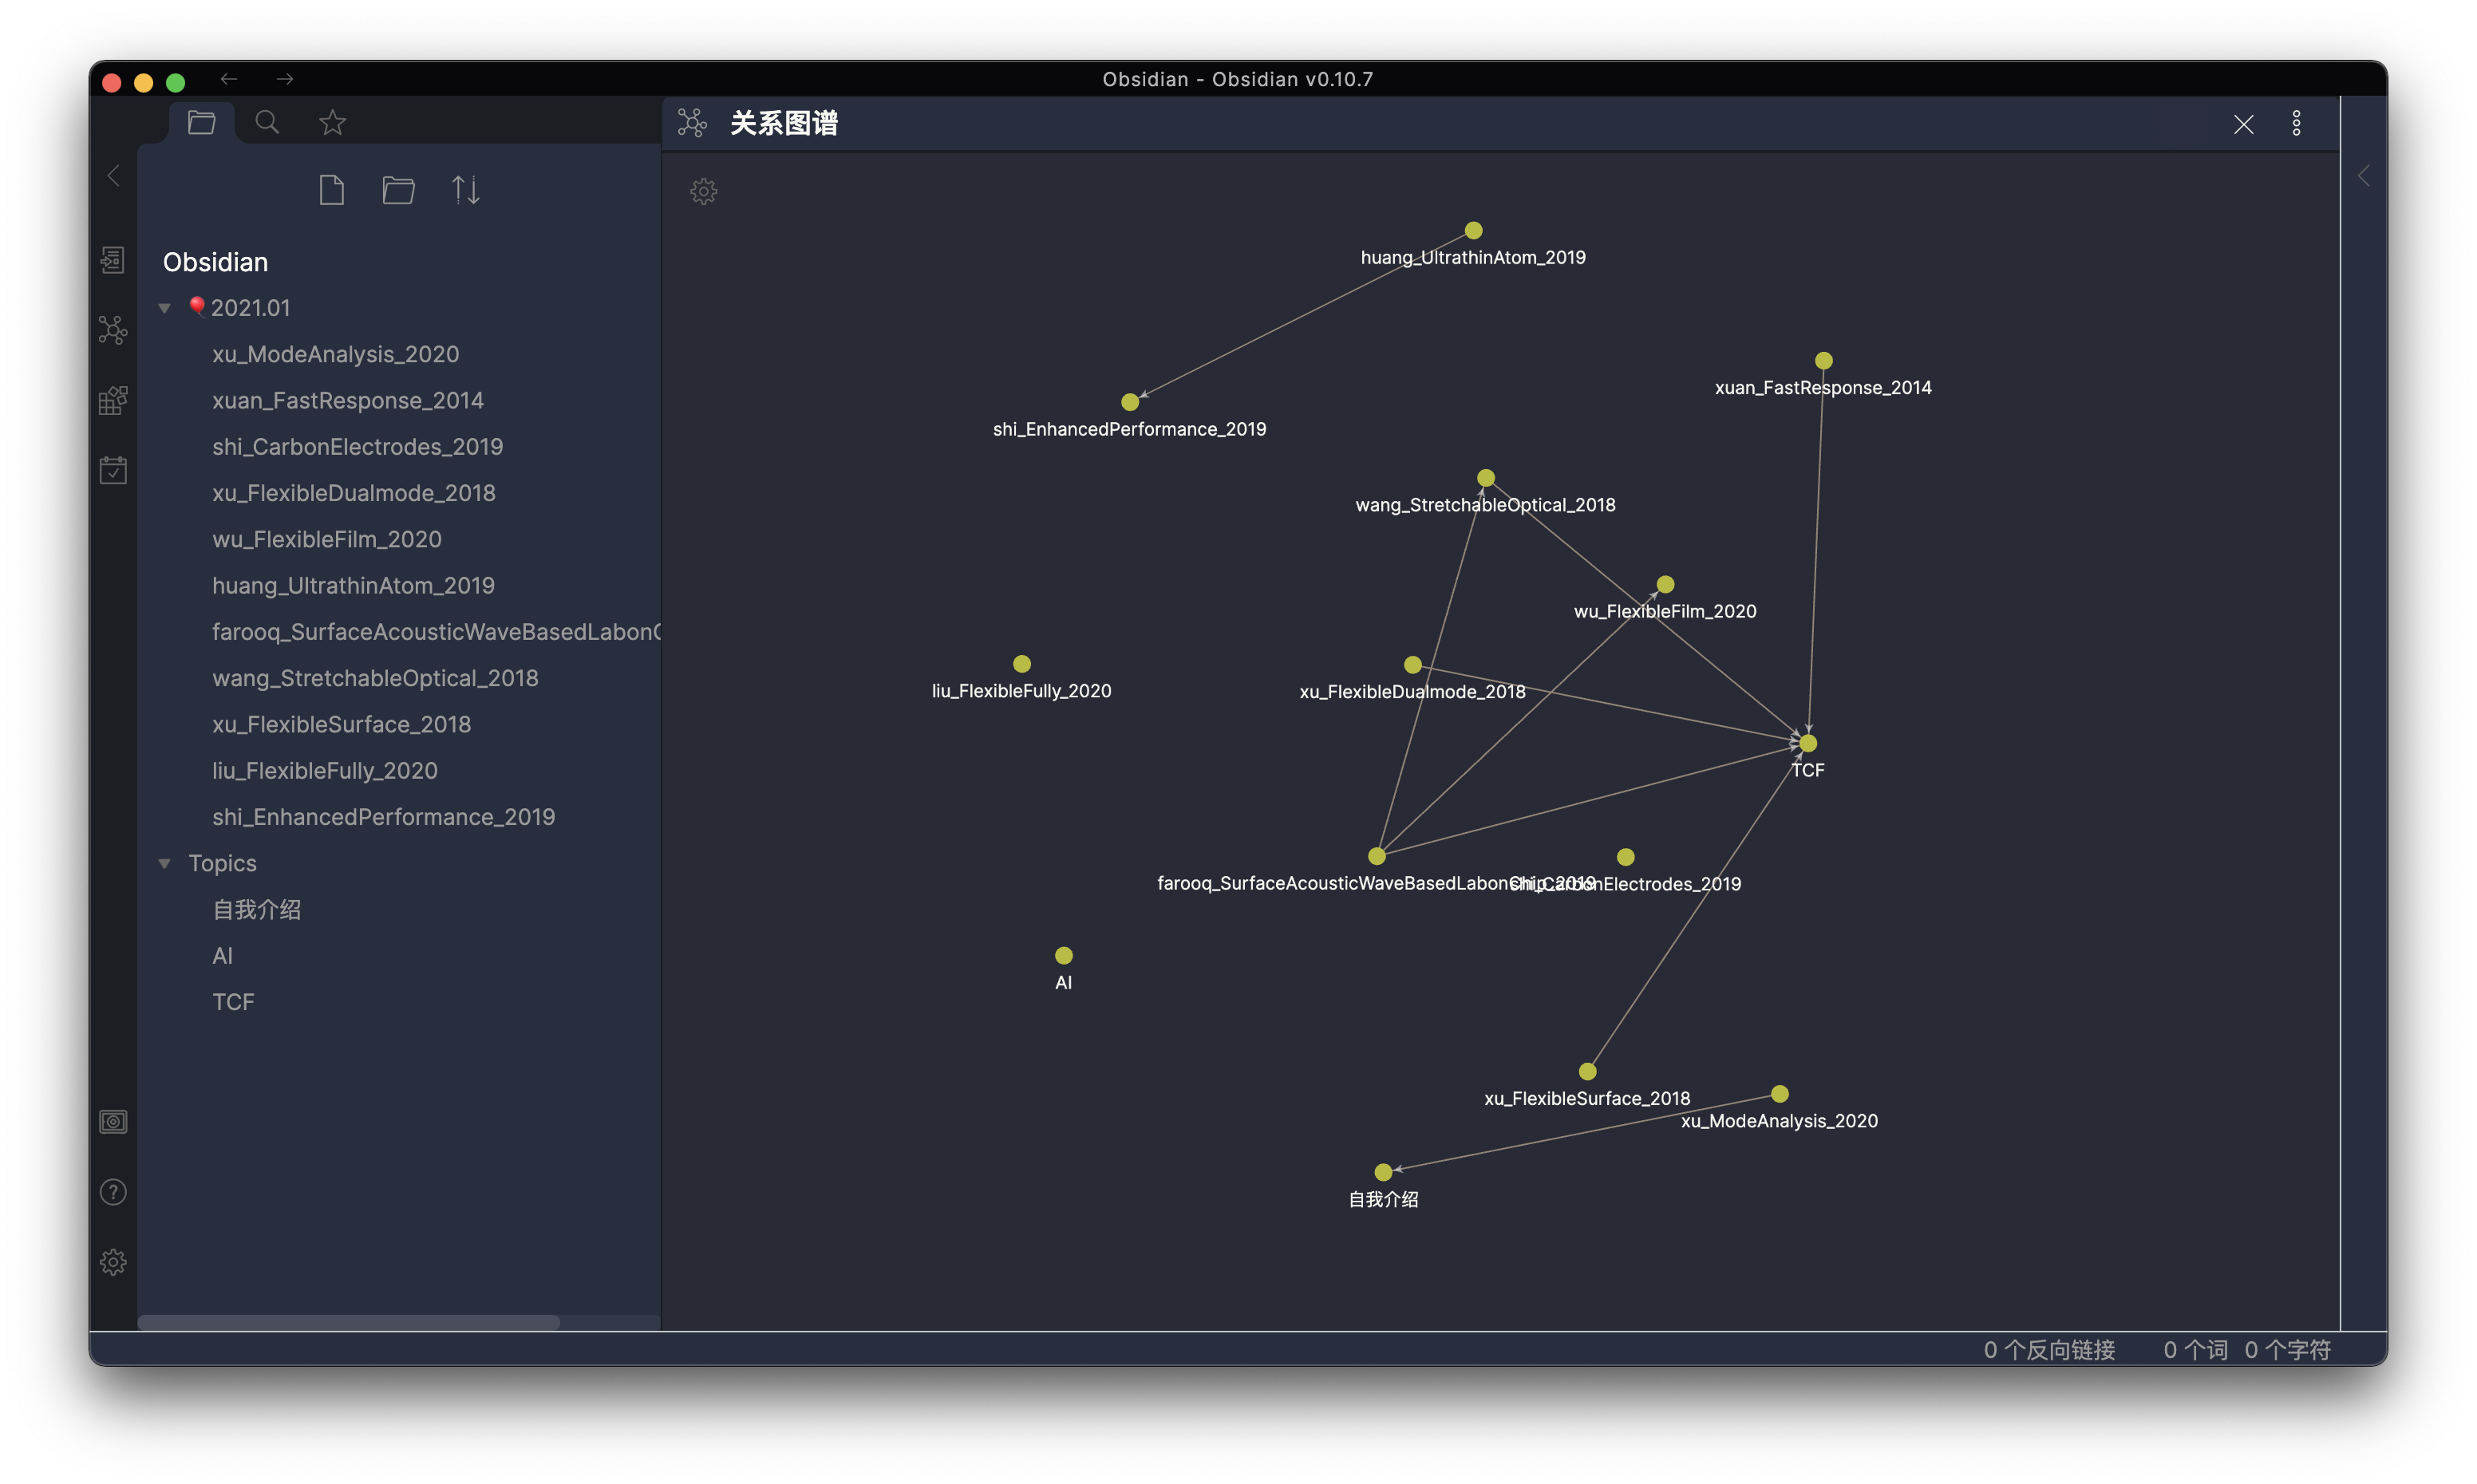 Obsidian - Obsidian v0.10.7
关系图谱
Obsidian
2021.01
xu_ModeAnalysis_2020
xuan_FastResponse_2014
shi_CarbonElectrodes_2019
xu_FlexibleDualmode_2018
wu_FlexibleFilm_2020
huang_UltrathinAtom_2019
farooq_SurfaceAcousticWaveBasedLabonC
wang_StretchableOptical_2018
xu_FlexibleSurface_2018
liu_FlexibleFully_2020
shi_EnhancedPerformance_2019
Topics
自我介绍
AI
TCF
huang_UltrathinAtom_2019
xuan_FastResponse_2014
shi_EnhancedPerformance_2019
wang_StretchableOptical_2018
wu_FlexibleFilm_2020
liu_FlexibleFully_2020
xu_FlexibleDualmode_2018
TCF
farooq_SurfaceAcousticWaveBasedLabonChip_2019
shi_CarbonElectrodes_2019
AI
xu_FlexibleSurface_2018
xu_ModeAnalysis_2020
自我介绍
0 个反向链接 0 个词 0 个字符